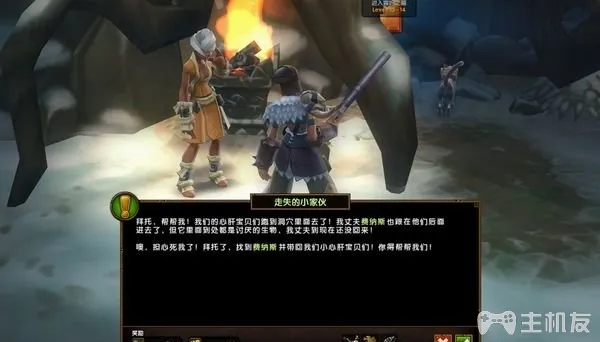 走失的小家伙
拜托，帮帮我！我们的心肝宝贝们跑到洞穴里面去了！我丈夫费纳斯也跟在他们后面
进去了，但它里面到处都是讨厌的生物，我丈夫到现在还没回来！
噢，担心死我了！拜托了，找到费纳斯并带回我们小心肝宝贝们！你得帮帮我们！
奖励
主机友